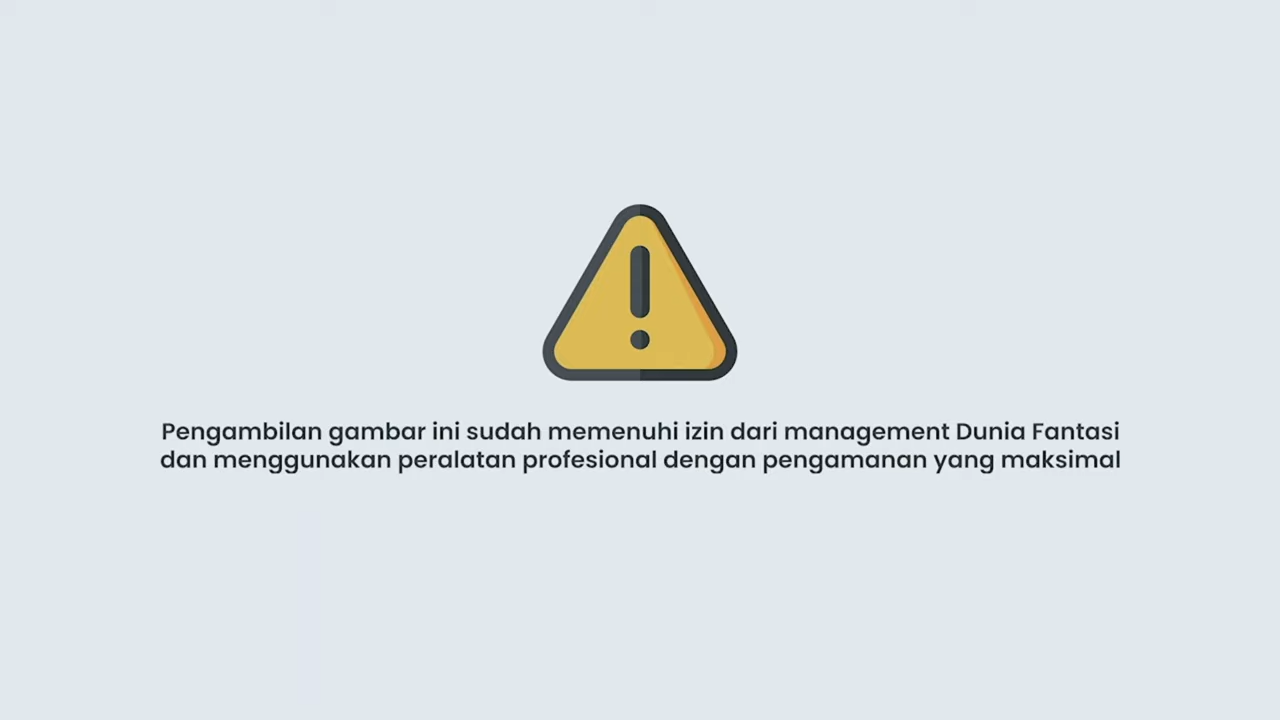 Pengambilan gambar ini sudah memenuhi izin dari management Dunia Fantasi
dan menggunakan peralatan profesional dengan pengamanan yang maksimal